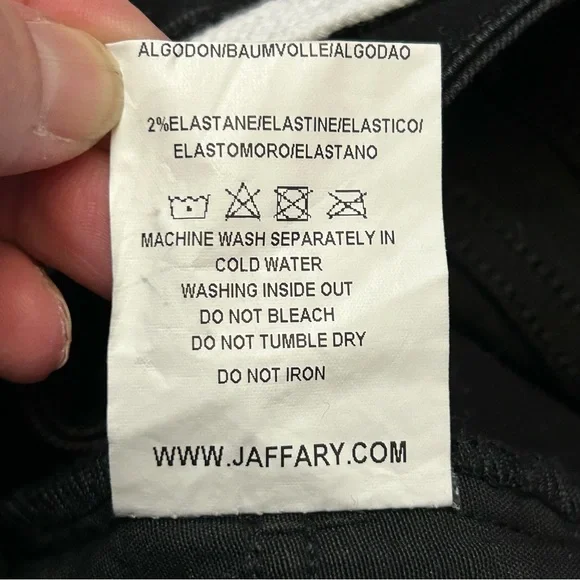 ALGODON/BAUMVOLLE/ALGODAO
2%ELASTANE/ELASTINE/ELASTICO/
ELASTOMORO/ELASTANO
MACHINE WASH SEPARATELY IN
COLD WATER
WASHING INSIDE OUT
DO NOT BLEACH
DO NOT TUMBLE DRY
DO NOT IRON
WWW.JAFFARY.COM